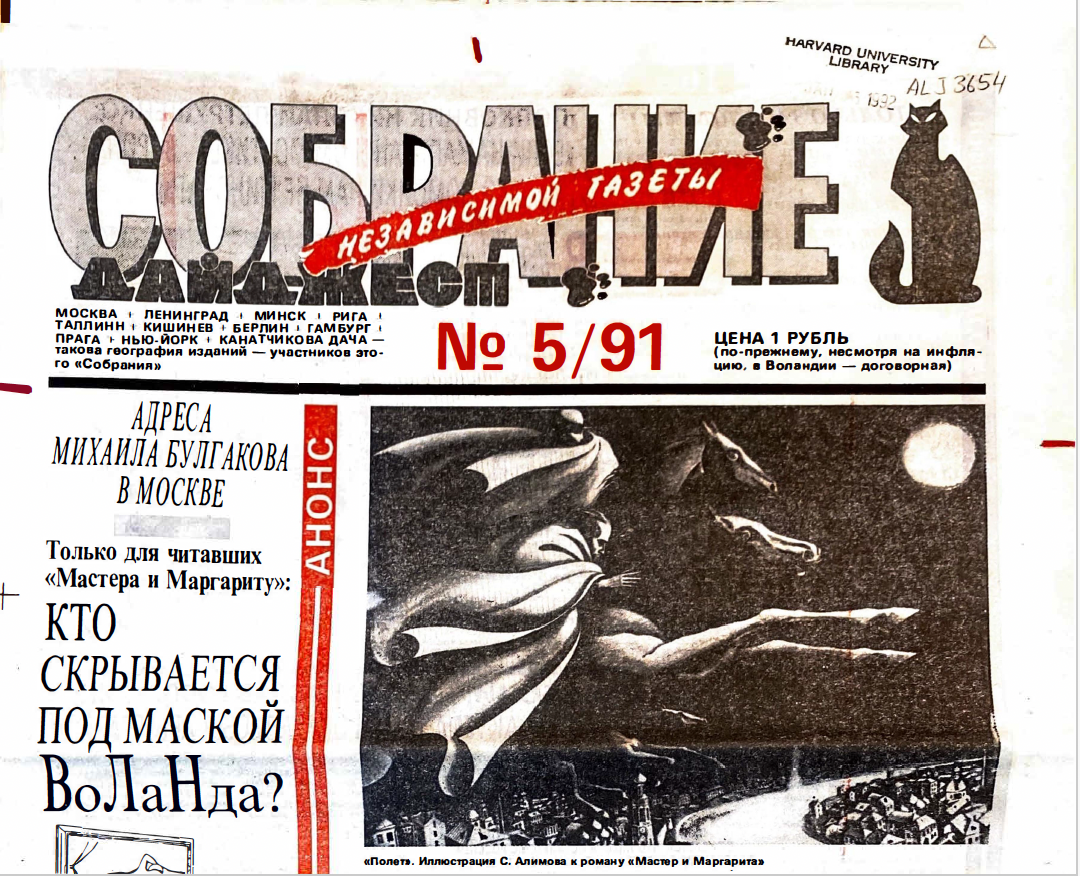 HARVARD UNIVERSITY
LIBRARY
1992 ALJ 3654
СОБРАНИЕ
НЕЗАВИСИМОЙ ГАЗЕТЫ
ДАЙДЖЕСТ
МОСКВА + ЛЕНИНГРАД + МИНСК + РИГА +
ТАЛЛИНН + КИШИНЕВ + БЕРЛИН + ГАМБУРГ +
ПРАГА + НЬЮ-ЙОРК + КАНАТЧИКОВА ДАЧА —
такова география изданий — участников это-
го «Собрания»
№ 5/91
ЦЕНА 1 РУБЛЬ
(по-прежнему, несмотря на инфля-
цию, в Воландии — договорная)
АДРЕСА
МИХАИЛА БУЛГАКОВА
В МОСКВЕ
Только для читавших
«Мастера и Маргариту»:
КТО
СКРЫВАЕТСЯ
ПОД МАСКОЙ
ВоЛаНда?
АНОНС
«Полет». Иллюстрация С. Алимова к роману «Мастер и Маргарита»